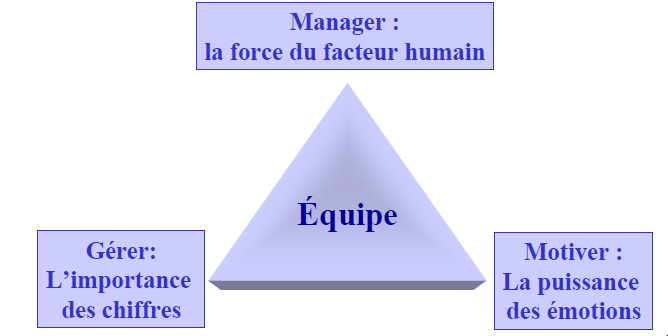 Manager :
la force du facteur humain
Équipe
Gérer:
L’importance
des chiffres
Motiver :
La puissance
des émotions